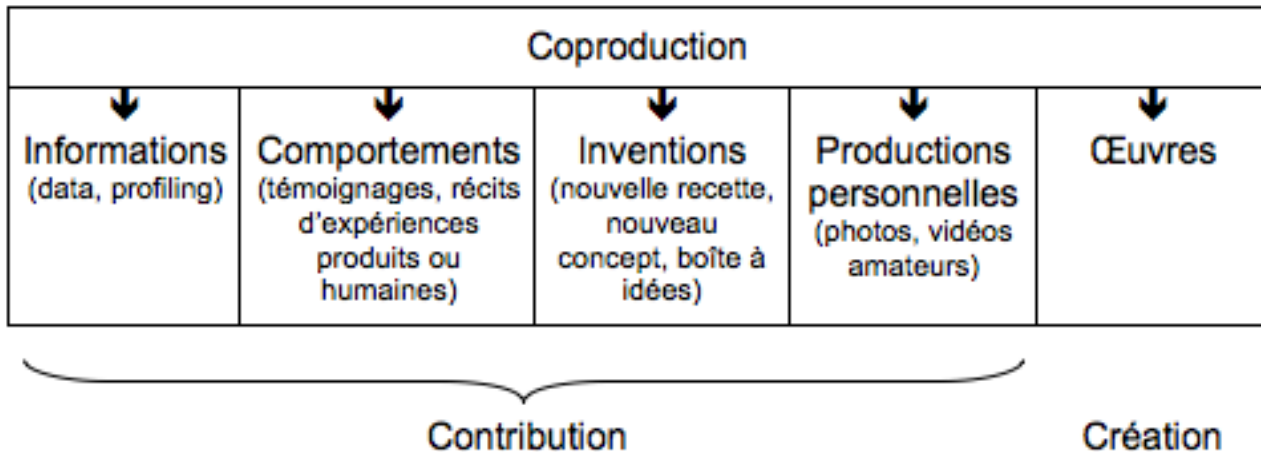 Coproduction
Informations
(data, profiling)
Comportements
(témoignages, récits
d'expériences
produits ou
humaines)
Inventions
(nouvelle recette,
nouveau
concept, boîte à
idées)
Productions
personnelles
(photos, vidéos
amateurs)
Œuvres
Contribution
Création